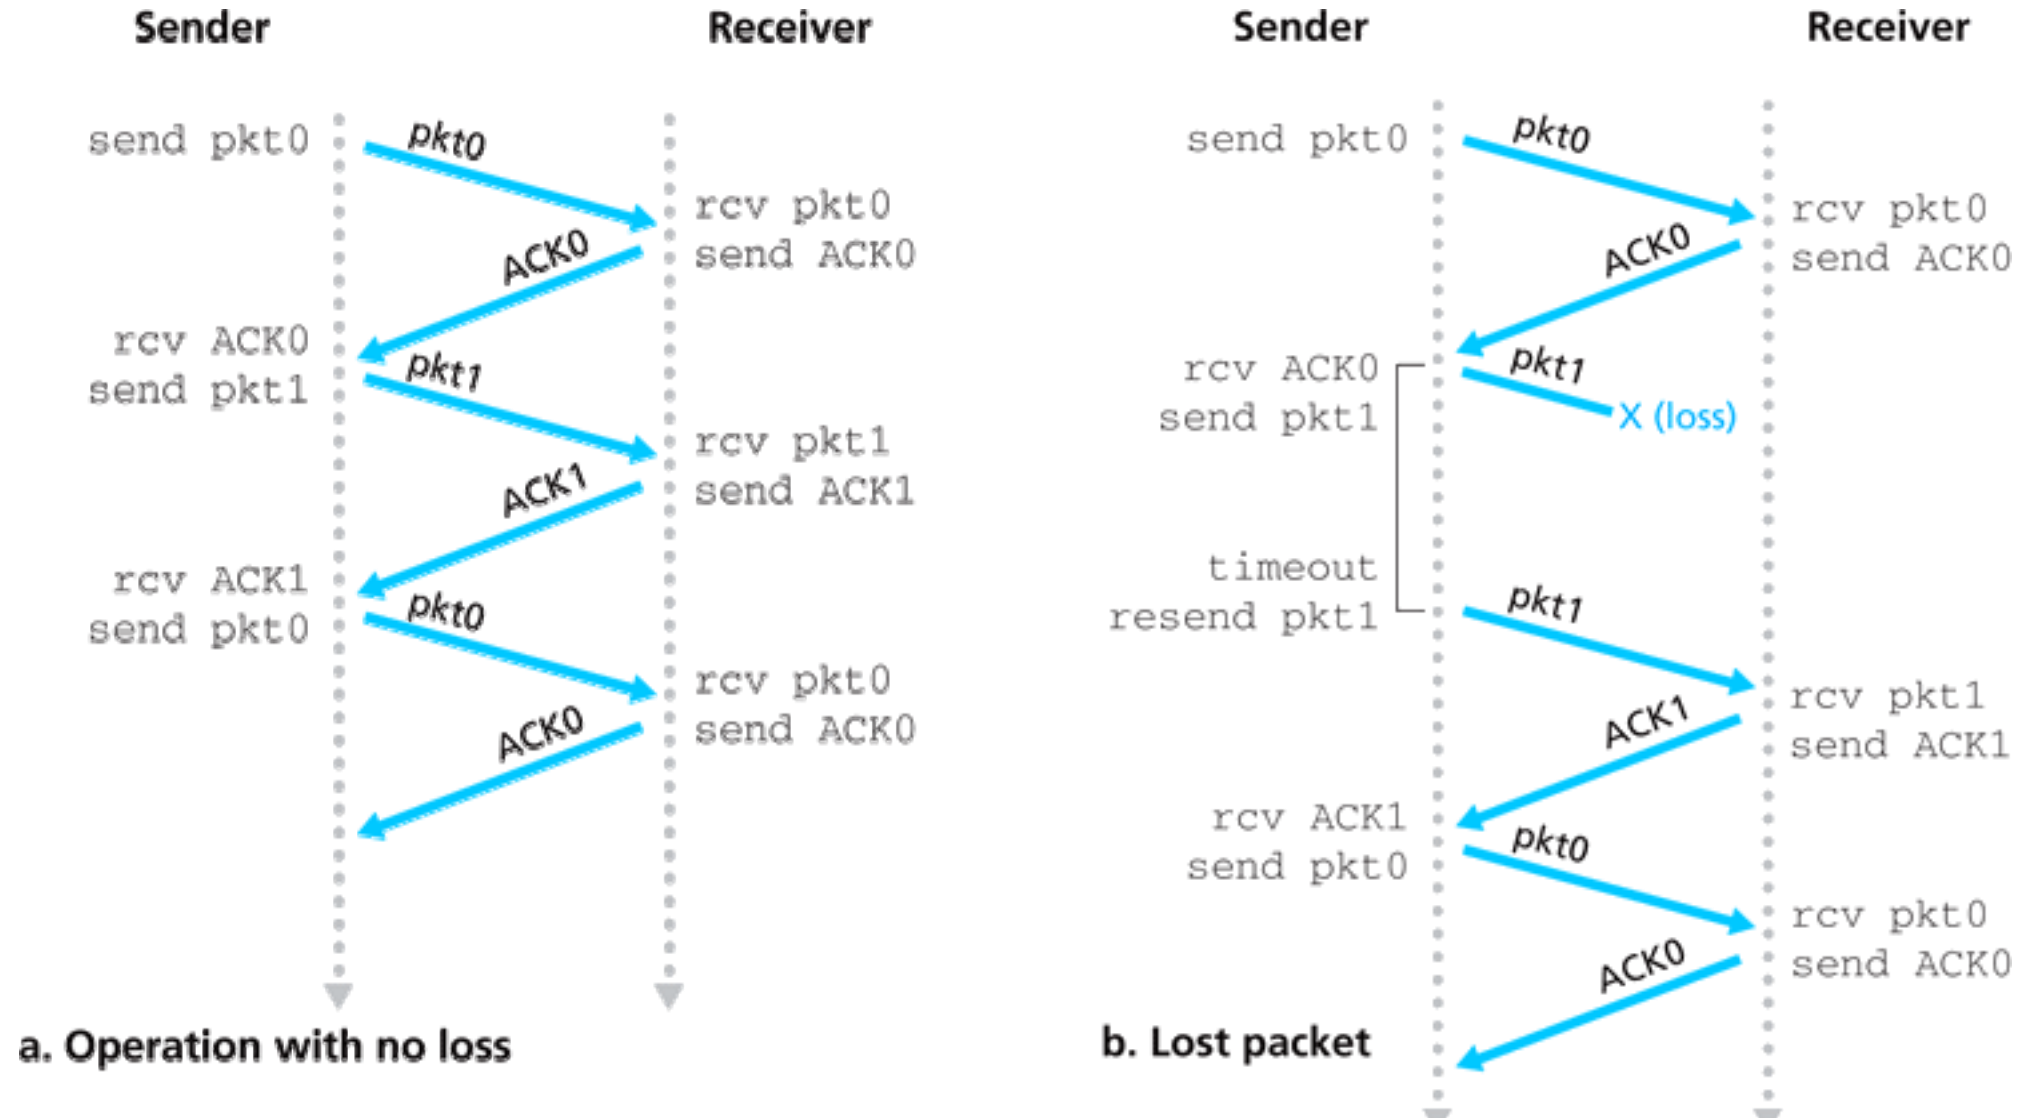 Sender
Receiver
send pkt0
pkt0
rcv pkt0
ACK0
send ACK0
rcv ACK0
pkt1
send pkt1
rcv pkt1
ACK1
send ACK1
rcv ACK1
pkt0
send pkt0
rcv pkt0
ACK0
send ACK0
a. Operation with no loss
Sender
Receiver
send pkt0
pkt0
rcv pkt0
ACK0
send ACK0
rcv ACK0
pkt1
send pkt1
X (loss)
timeout
resend pkt1
pkt1
rcv pkt1
ACK1
send ACK1
rcv ACK1
pkt0
send pkt0
rcv pkt0
ACK0
send ACK0
b. Lost packet